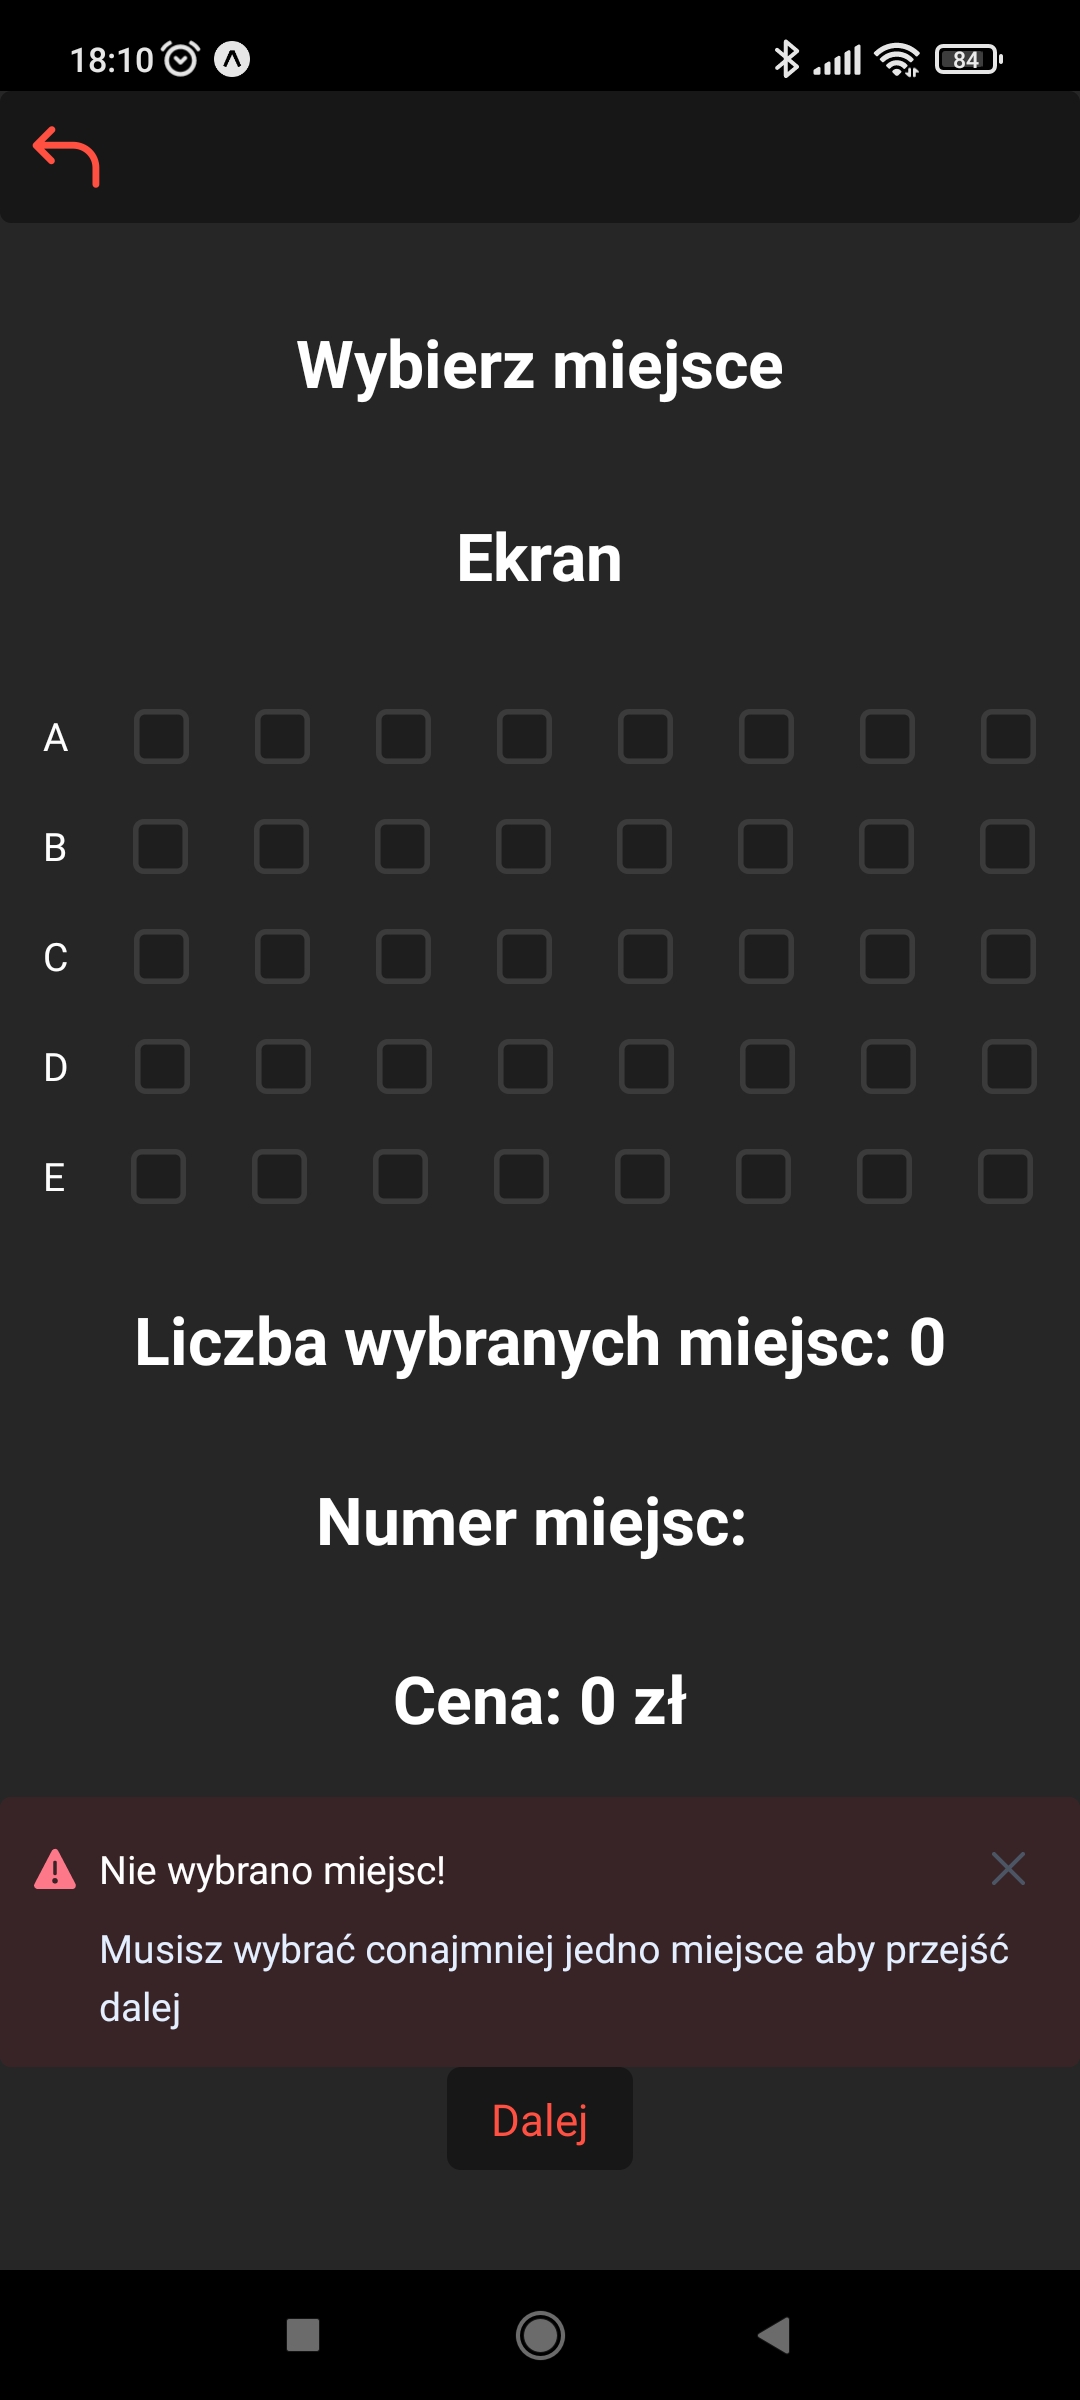 18:10
84
Wybierz miejsce
Ekran
A
B
C
D
E
Liczba wybranych miejsc: 0
Numer miejsc:
Cena: 0 zł
Nie wybrano miejsc!
Musisz wybrać conajmniej jedno miejsce aby przejść
dalej
Dalej